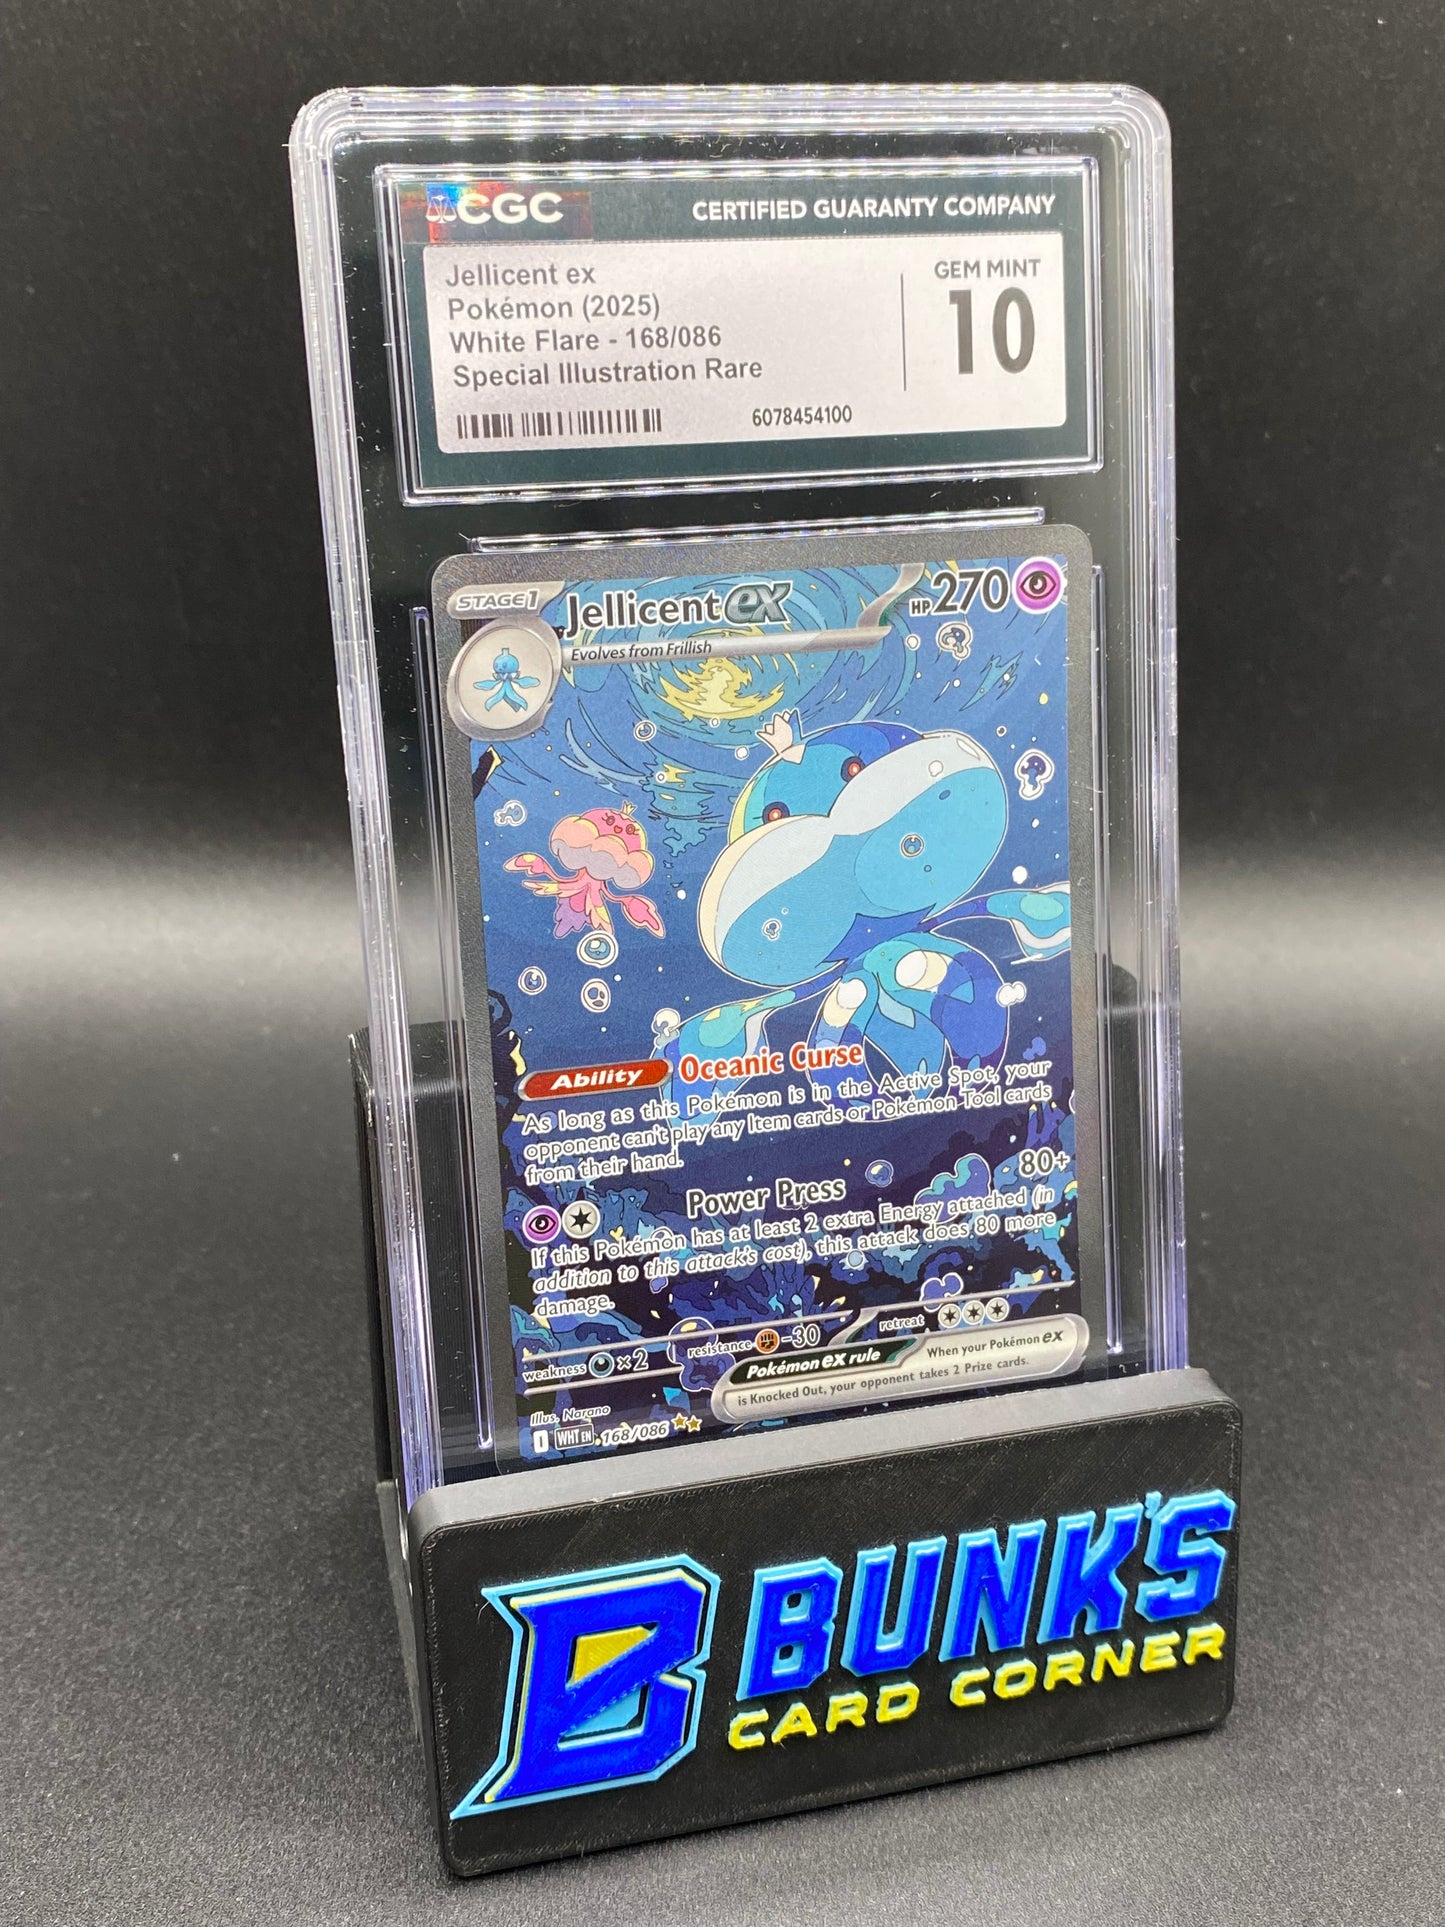 CGC
CERTIFIED GUARANTY COMPANY
Jellicent ex
Pokémon (2025)
White Flare - 168/086
Special Illustration Rare
GEM MINT
10
6078454100
STAGE1
Jellicent ex
HP 270
Evolves from Frillish
Ability Oceanic Curse
As long as this Pokémon is in the Active Spot, your
opponent can't play any Item cards or Pokémon Tool cards
from their hand.
Power Press 80+
If this Pokémon has at least 2 extra Energy attached (in
addition to this attack's cost), this attack does 80 more
damage.
weakness ×2 resistance -30 retreat
Pokémon ex rule When your Pokémon ex
is Knocked Out, your opponent takes 2 Prize cards.
Illus. Narano
I WHT EN 168/086
B BUNK'S
CARD CORNER